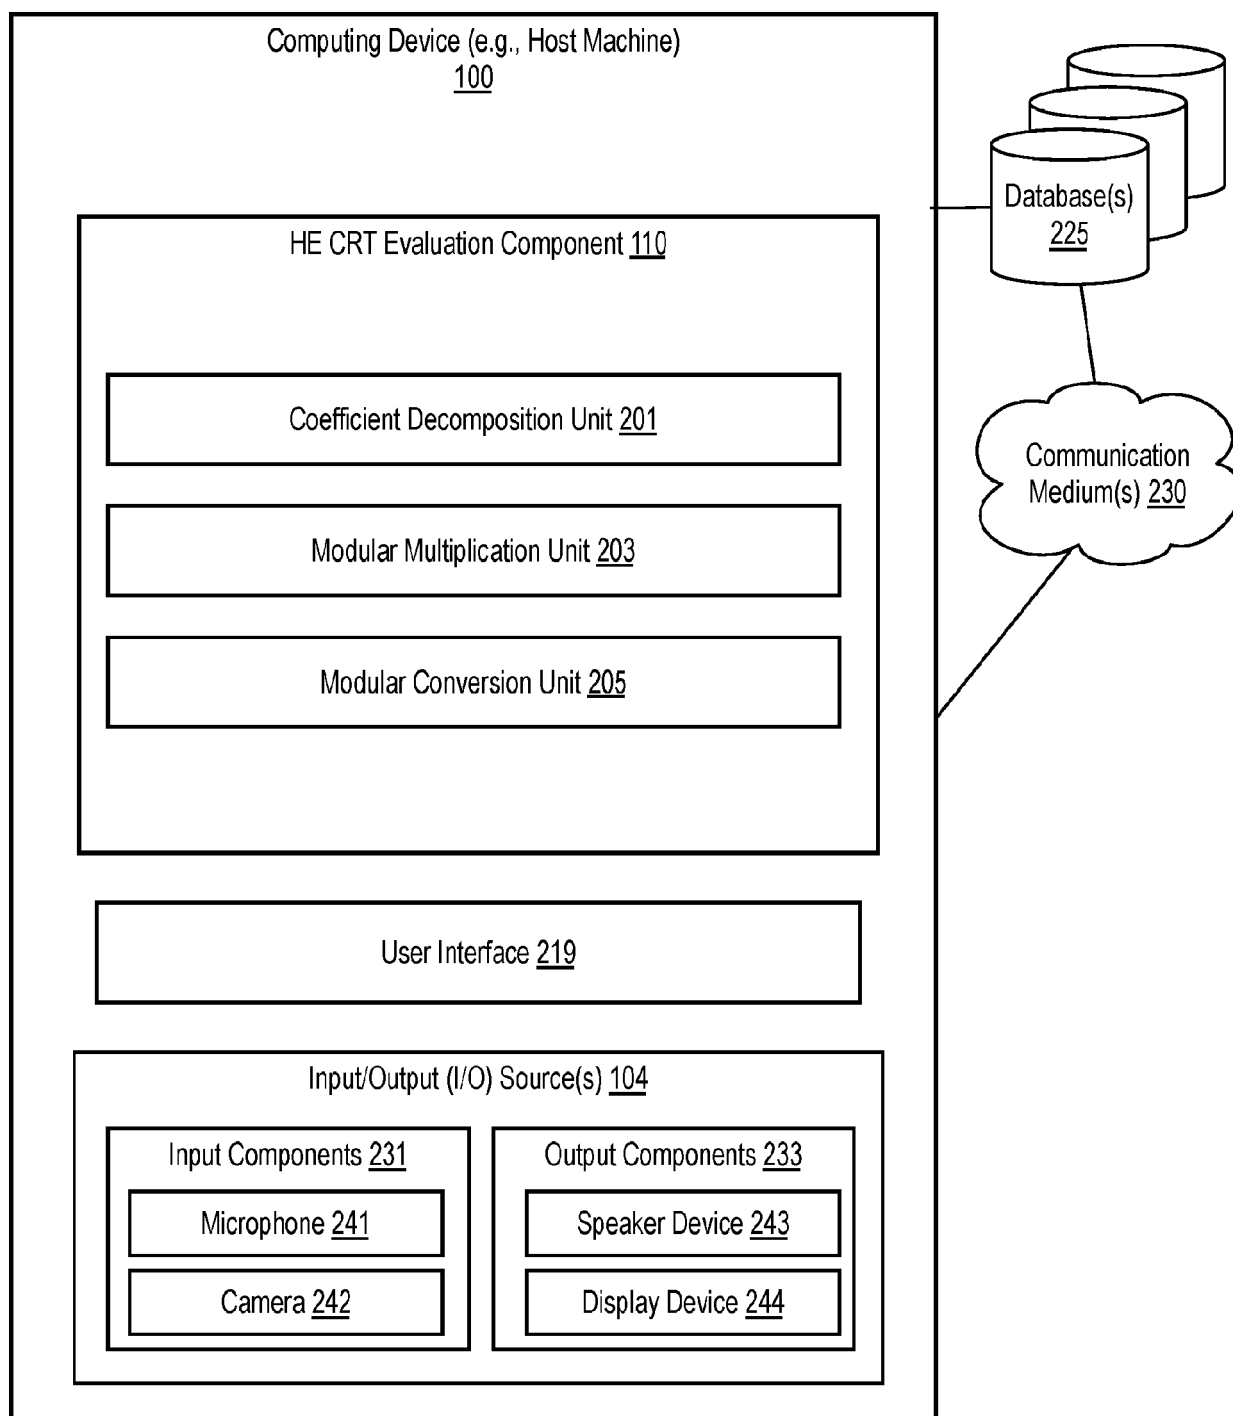 Computing Device (e.g., Host Machine)
100
HE CRT Evaluation Component 110
Coefficient Decomposition Unit 201
Modular Multiplication Unit 203
Modular Conversion Unit 205
User Interface 219
Input/Output (I/O) Source(s) 104
Input Components 231
Microphone 241
Camera 242
Output Components 233
Speaker Device 243
Display Device 244
Database(s)
225
Communication
Medium(s) 230